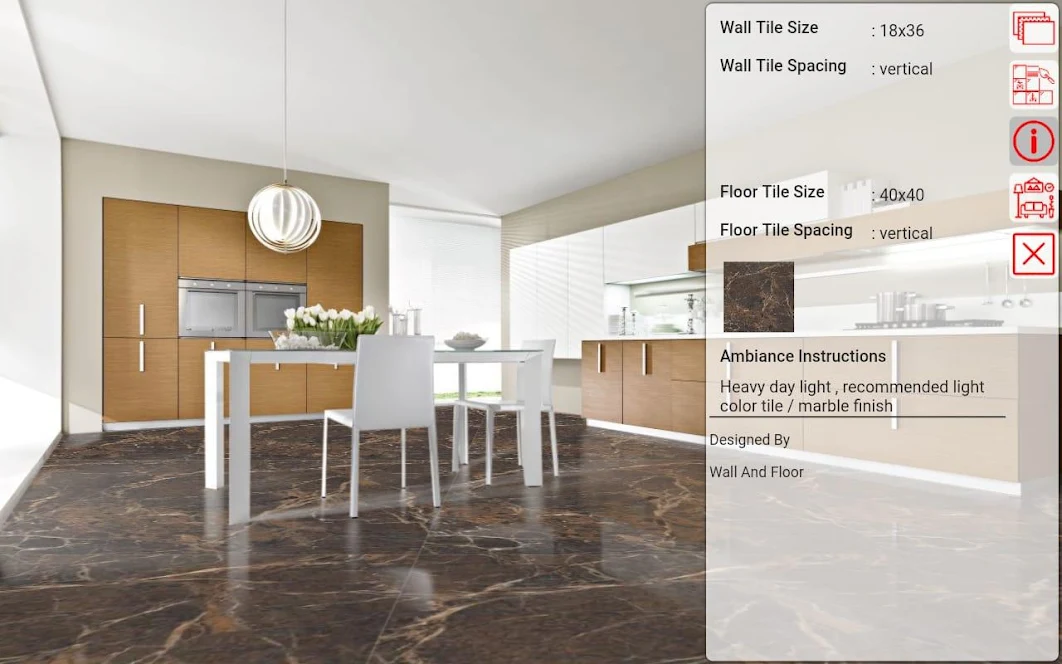 Wall Tile Size : 18x36
Wall Tile Spacing : vertical
Floor Tile Size : 40x40
Floor Tile Spacing : vertical
Ambiance Instructions
Heavy day light , recommended light
color tile / marble finish
Designed By
Wall And Floor